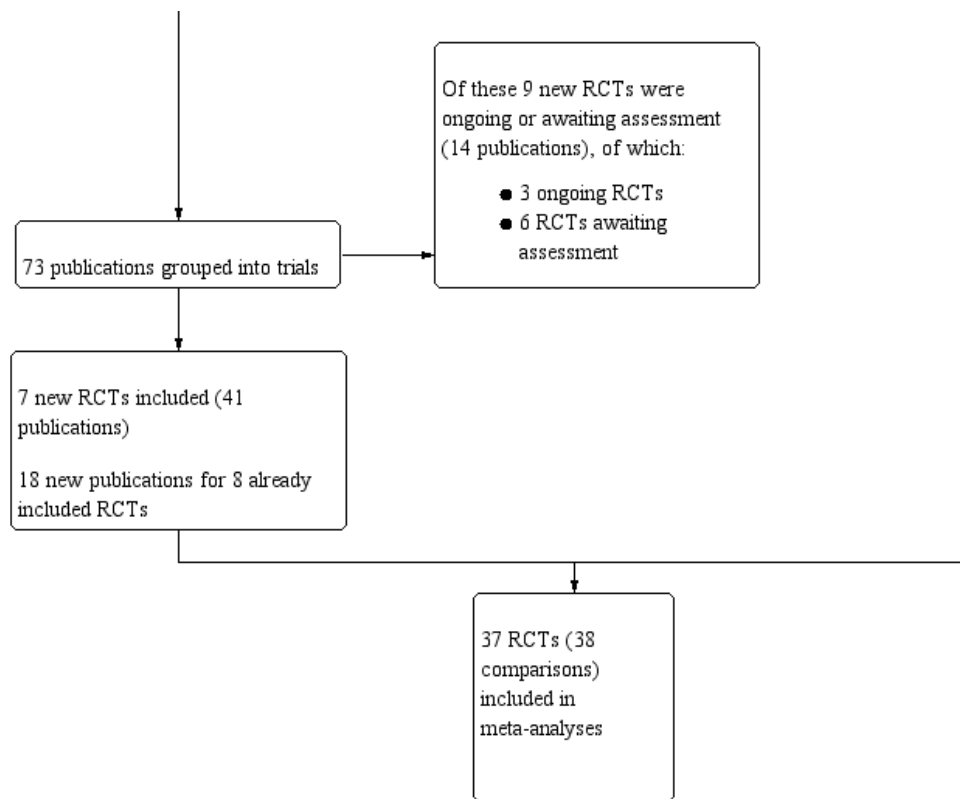 Of these 9 new RCTs were
ongoing or awaiting assessment
(14 publications), of which:
● 3 ongoing RCTs
● 6 RCTs awaiting
assessment
73 publications grouped into trials
7 new RCTs included (41
publications)
18 new publications for 8 already
included RCTs
37 RCTs (38
comparisons)
included in
meta-analyses